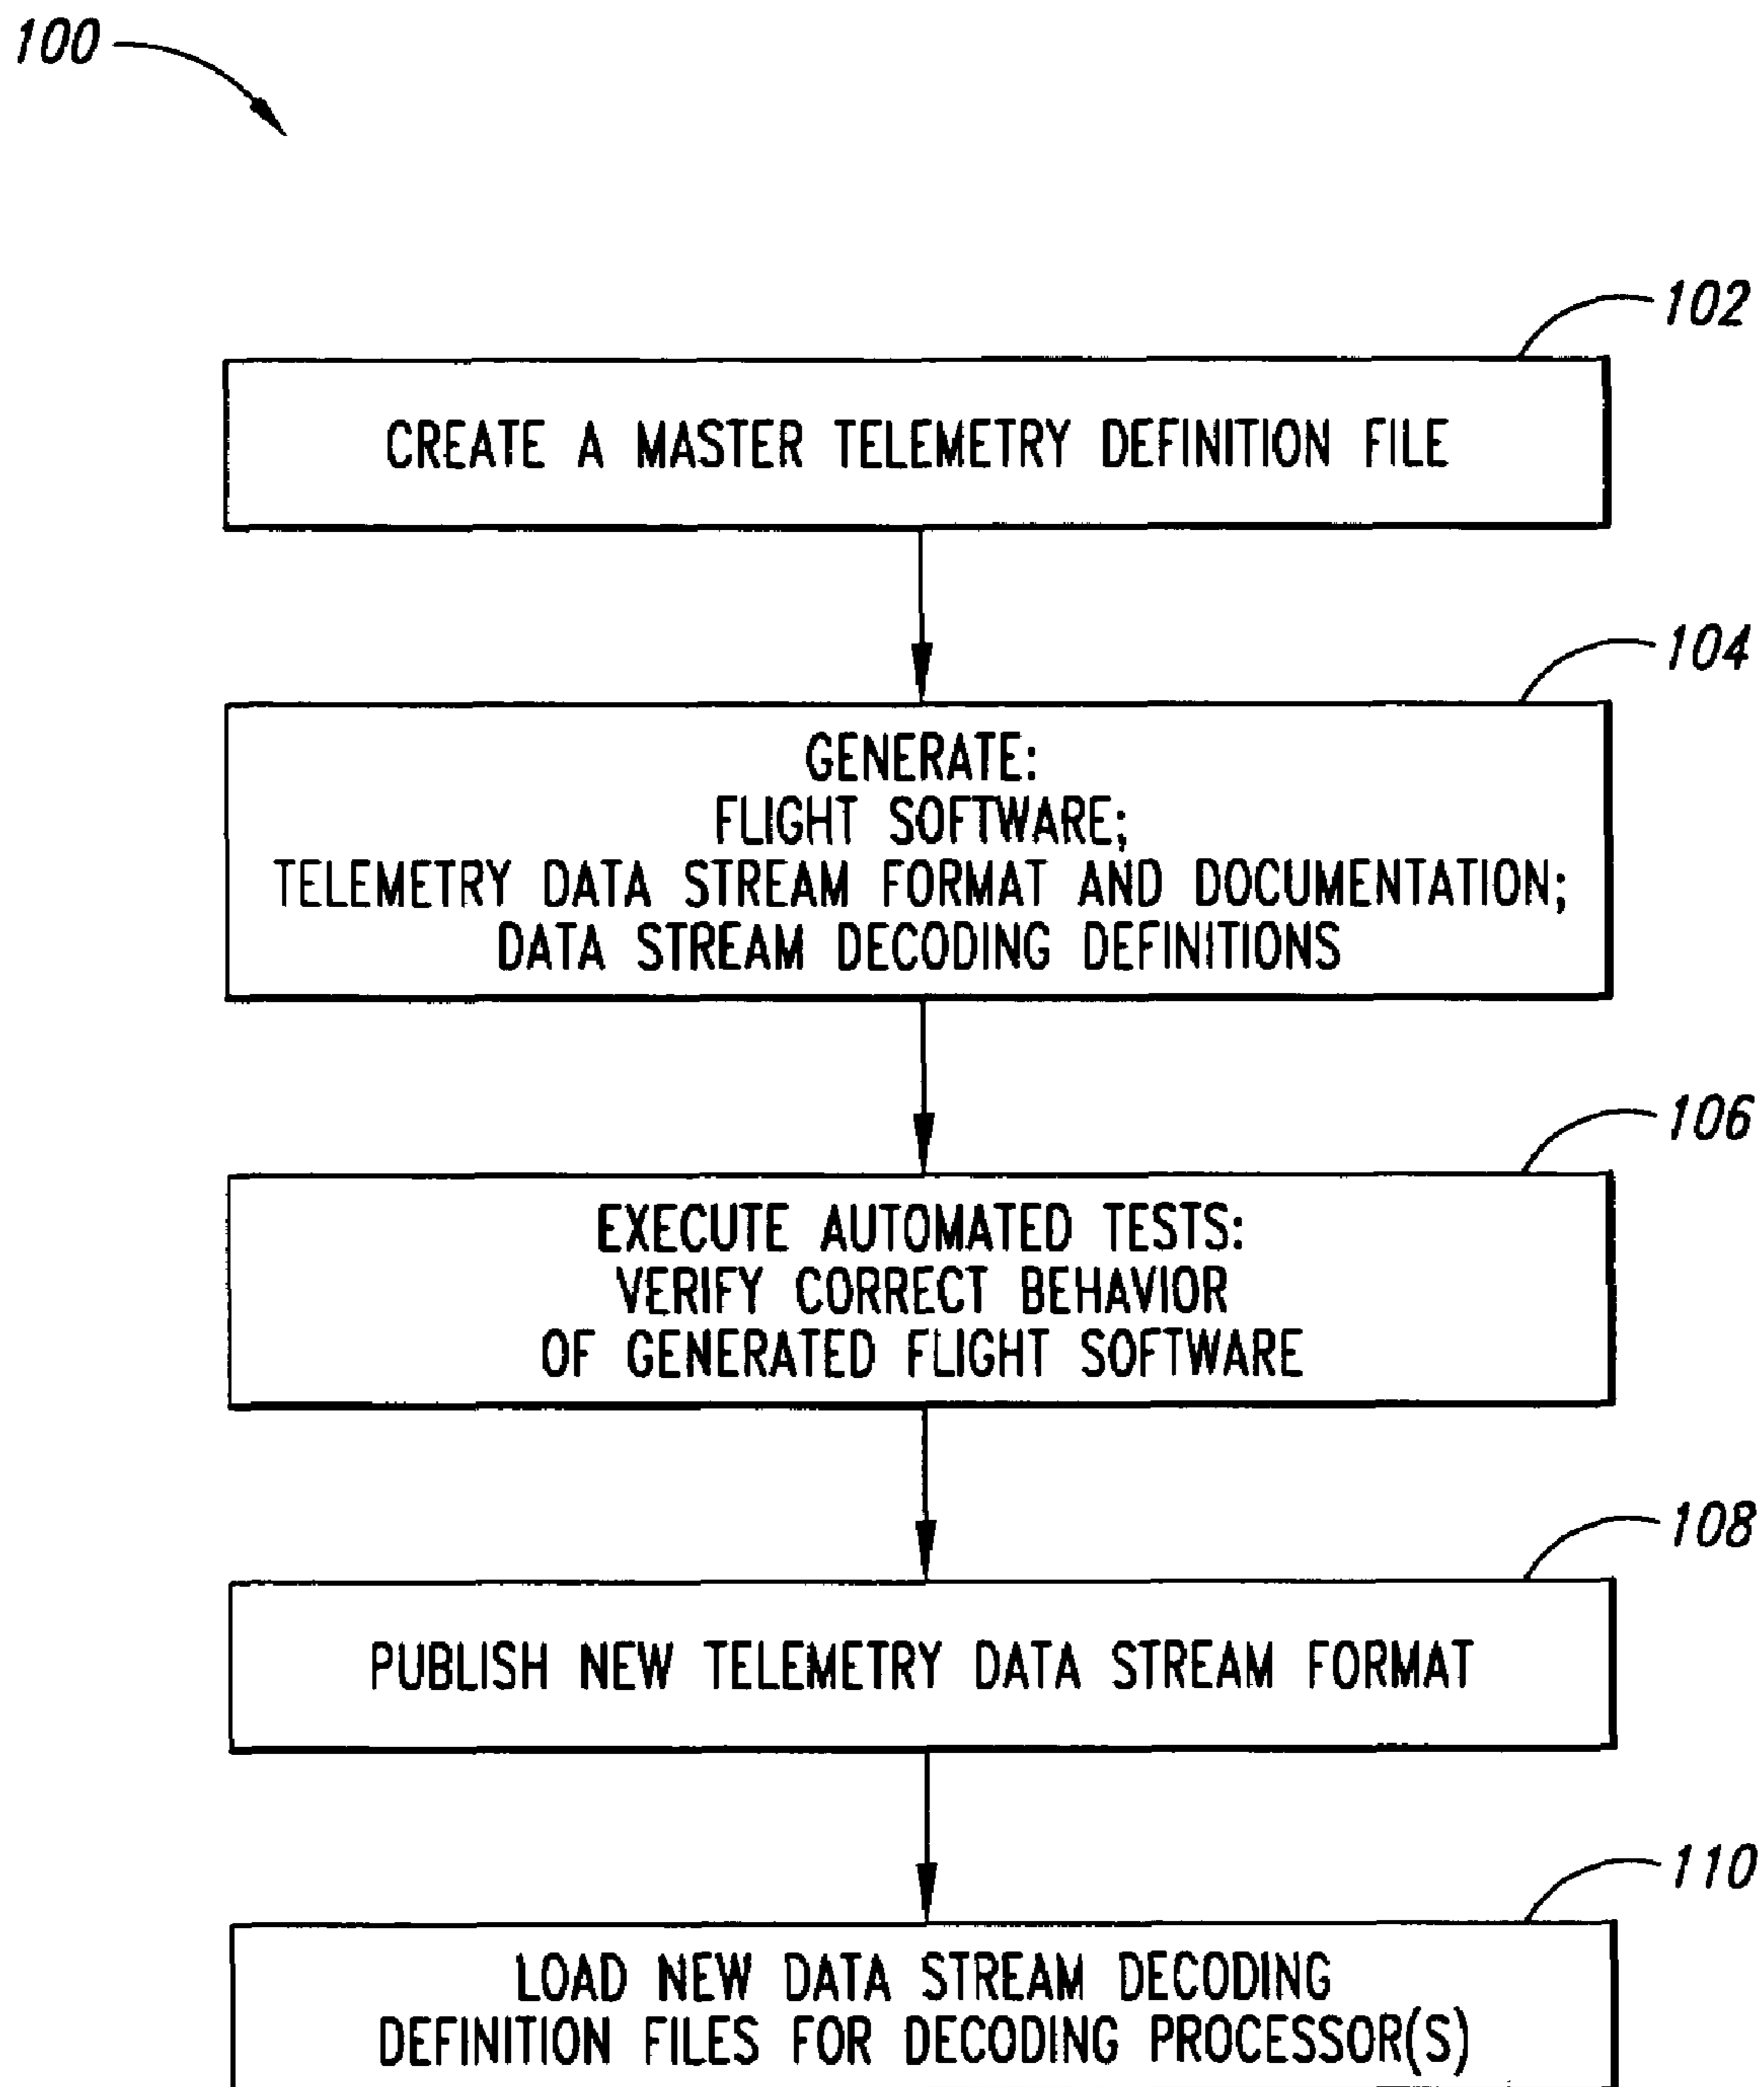 100
102
CREATE A MASTER TELEMETRY DEFINITION FILE
104
GENERATE:
FLIGHT SOFTWARE;
TELEMETRY DATA STREAM FORMAT AND DOCUMENTATION;
DATA STREAM DECODING DEFINITIONS
106
EXECUTE AUTOMATED TESTS:
VERIFY CORRECT BEHAVIOR
OF GENERATED FLIGHT SOFTWARE
108
PUBLISH NEW TELEMETRY DATA STREAM FORMAT
110
LOAD NEW DATA STREAM DECODING
DEFINITION FILES FOR DECODING PROCESSOR(S)